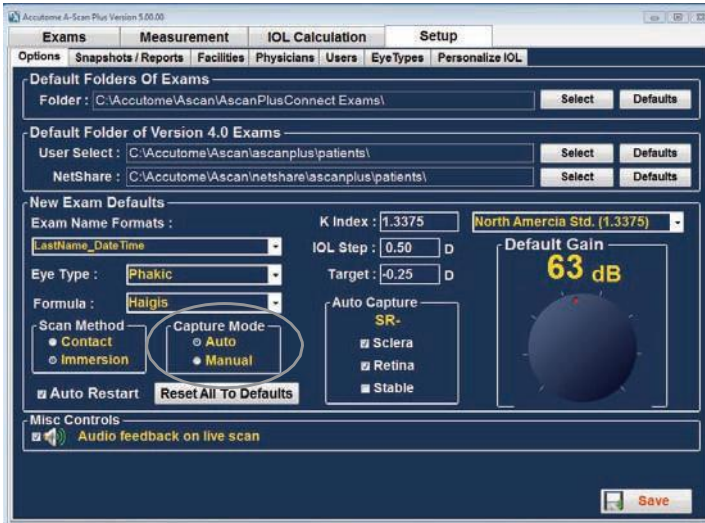 Accutome A-Scan Plus Version 5.00.00
Exams Measurement IOL Calculation Setup
Options Snapshots / Reports Facilities Physicians Users EyeTypes Personalize IOL
Default Folders Of Exams
Folder : C:\Accutome\Ascan\AscanPlusConnect Exams\ Select Defaults
Default Folder of Version 4.0 Exams
User Select : C:\Accutome\Ascan\ascanplus\patients\ Select Defaults
NetShare : C:\Accutome\Ascan\netshare\ascanplus\patients\ Select Defaults
New Exam Defaults
Exam Name Formats : K Index : 1.3375 North Amercia Std. (1.3375)
LastName_DateTime IOL Step : 0.50 D Default Gain
Eye Type : Phakic Target : -0.25 D 63 dB
Formula : Haigis Auto Capture
Scan Method Capture Mode SR-
Contact Auto Sclera
Immersion Manual Retina
Auto Restart Reset All To Defaults Stable
Misc Controls
Audio feedback on live scan
Save